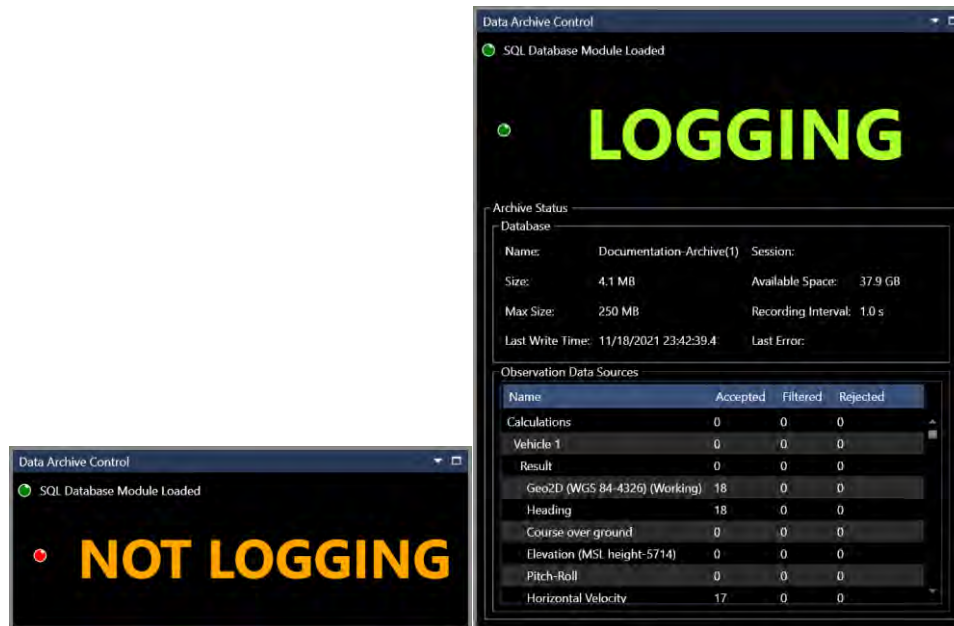 Data Archive Control
SQL Database Module Loaded
NOT LOGGING
Data Archive Control
SQL Database Module Loaded
LOGGING
Archive Status
Database
Name: Documentation-Archive(1) Session:
Size: 4.1 MB Available Space: 37.9 GB
Max Size: 250 MB Recording Interval: 1.0 s
Last Write Time: 11/18/2021 23:42:39.4 Last Error:
Observation Data Sources
Name Accepted Filtered Rejected
Calculations 0 0 0
Vehicle 1 0 0 0
Result 0 0 0
Geo2D (WGS 84-4326) (Working) 18 0 0
Heading 18 0 0
Course over ground 0 0 0
Elevation (MSL height-5714) 0 0 0
Pitch-Roll 0 0 0
Horizontal Velocity 17 0 0